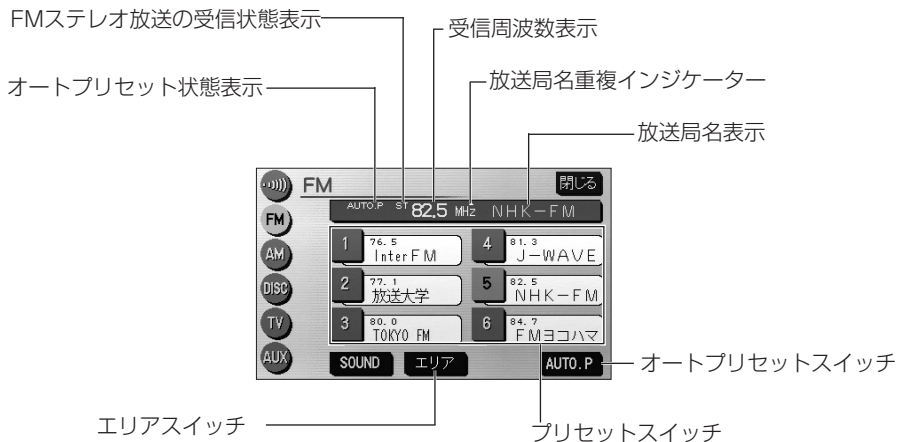 FMステレオ放送の受信状態表示
受信周波数表示
オートプリセット状態表示
放送局名重複インジケーター
放送局名表示
FM
閉じる
AUTO.P ST 82.5 MHz NHK-FM
FM
AM
DISC
TV
AUX
1 76.5 InterFM
4 81.3 J-WAVE
2 77.1 放送大学
5 82.5 NHK-FM
3 80.0 TOKYO FM
6 84.7 FMヨコハマ
SOUND
エリア
AUTO.P
オートプリセットスイッチ
エリアスイッチ
プリセットスイッチ